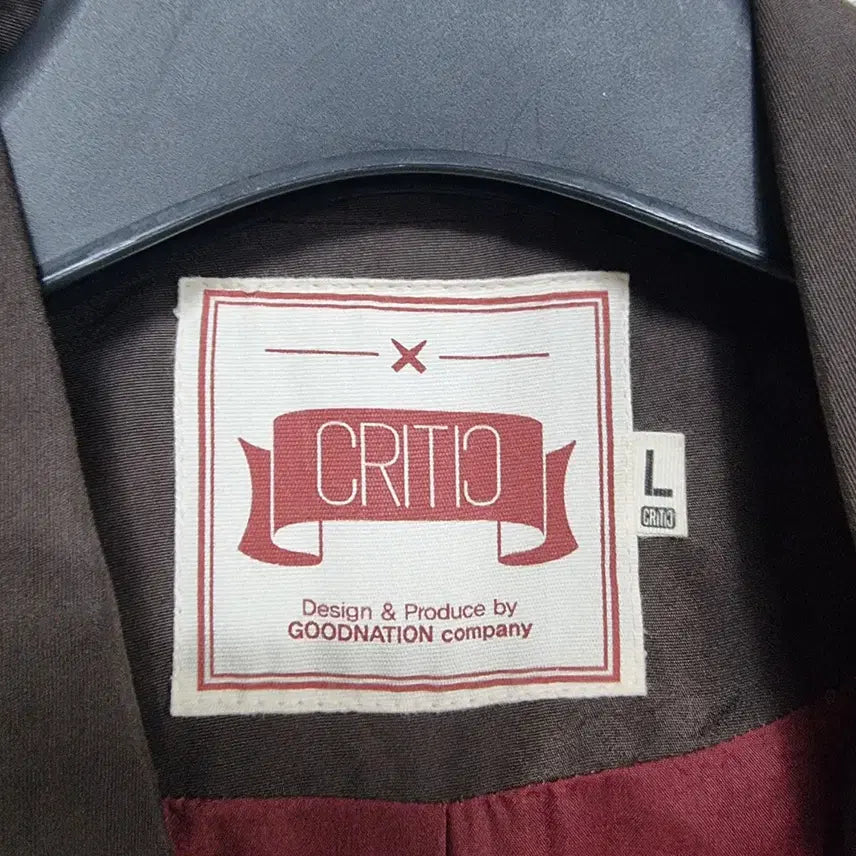 CRITIC
Design & Produce by
GOODNATION company
L
CRITIC